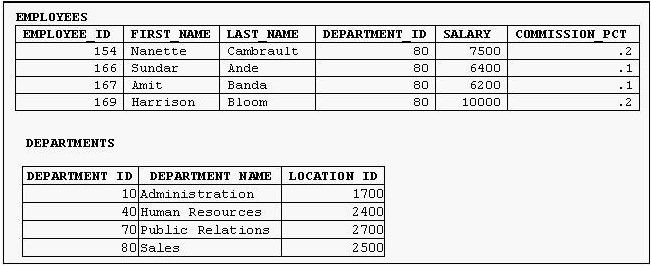 EMPLOYEES
EMPLOYEE_ID FIRST_NAME LAST_NAME DEPARTMENT_ID SALARY COMMISSION_PCT
154 Nanette Cambrault 80 7500 .2
166 Sundar Ande 80 6400 .1
167 Amit Banda 80 6200 .1
169 Harrison Bloom 80 10000 .2
DEPARTMENTS
DEPARTMENT ID DEPARTMENT NAME LOCATION ID
10 Administration 1700
40 Human Resources 2400
70 Public Relations 2700
80 Sales 2500